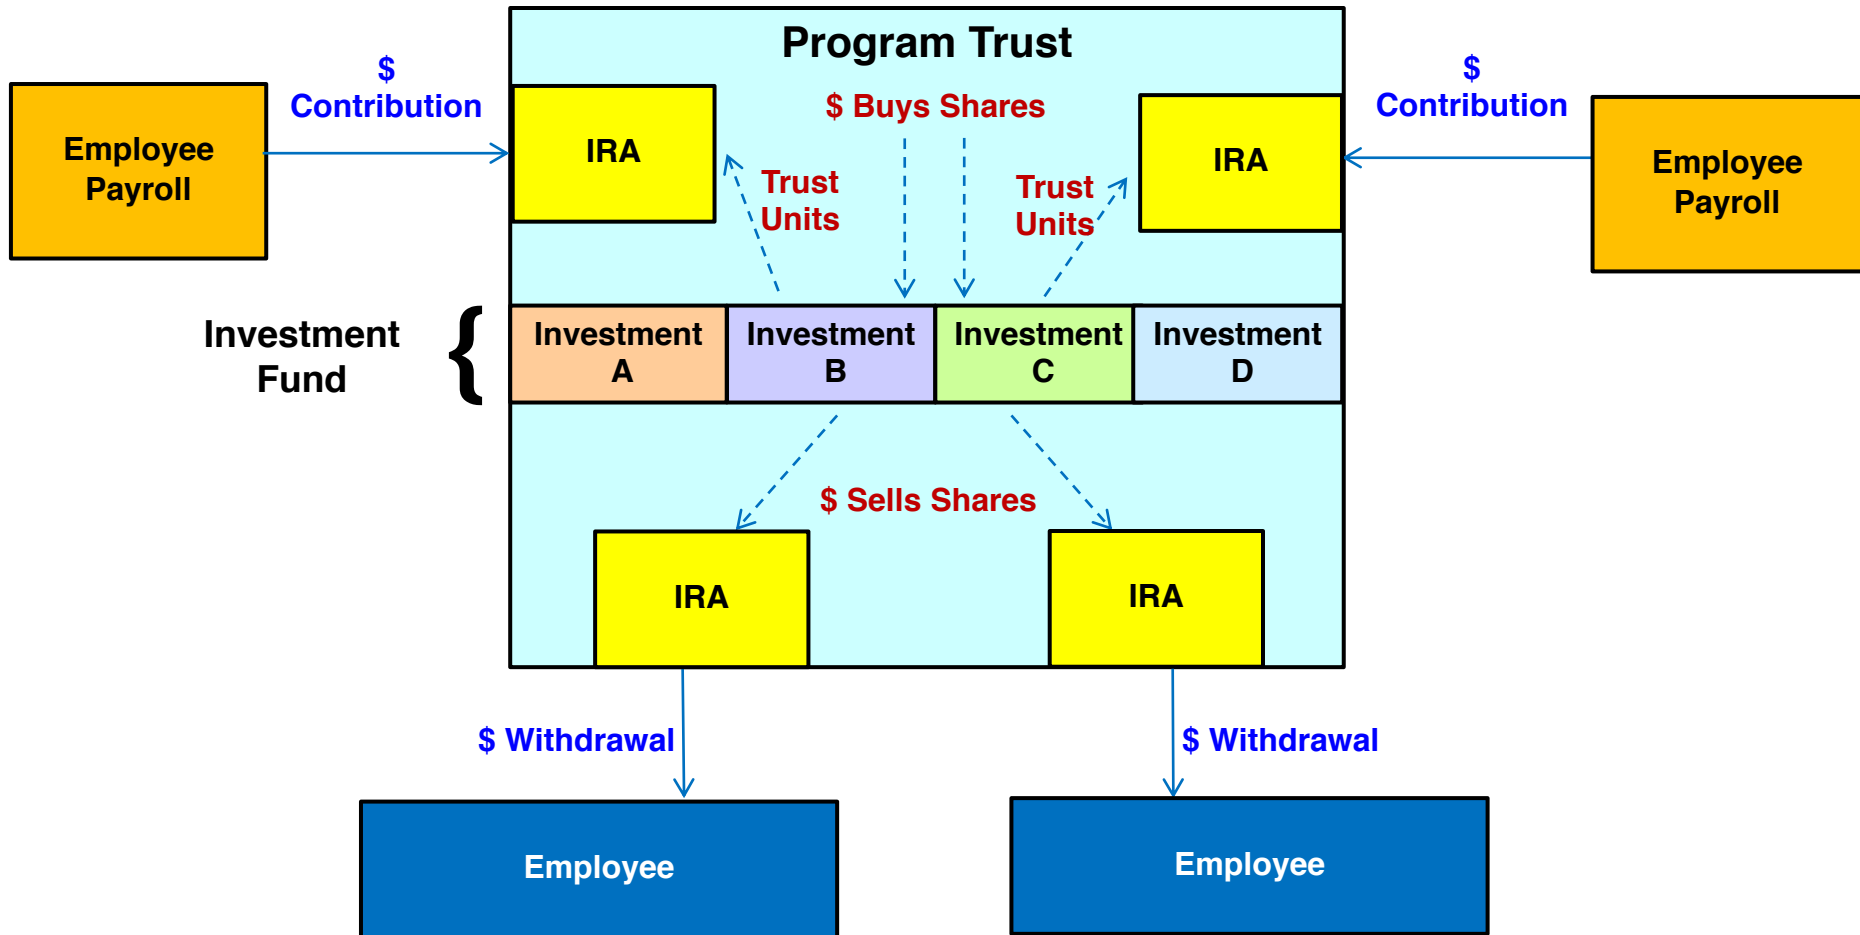 Program Trust
$
Contribution
$ Buys Shares
$
Contribution
Employee
Payroll
IRA
Trust
Units
Trust
Units
IRA
Employee
Payroll
Investment
Fund
{
Investment
A
Investment
B
Investment
C
Investment
D
$ Sells Shares
IRA
IRA
$ Withdrawal
$ Withdrawal
Employee
Employee